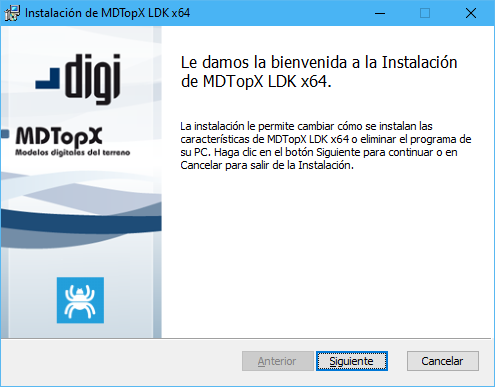 Instalación de MDTopX LDK x64
digi
MDTopX
Modelos digitales del terreno
Le damos la bienvenida a la Instalación
de MDTopX LDK x64.
La instalación le permite cambiar cómo se instalan las
características de MDTopX LDK x64 o eliminar el programa de
su PC. Haga clic en el botón Siguiente para continuar o en
Cancelar para salir de la Instalación.
Anterior
Siguiente
Cancelar